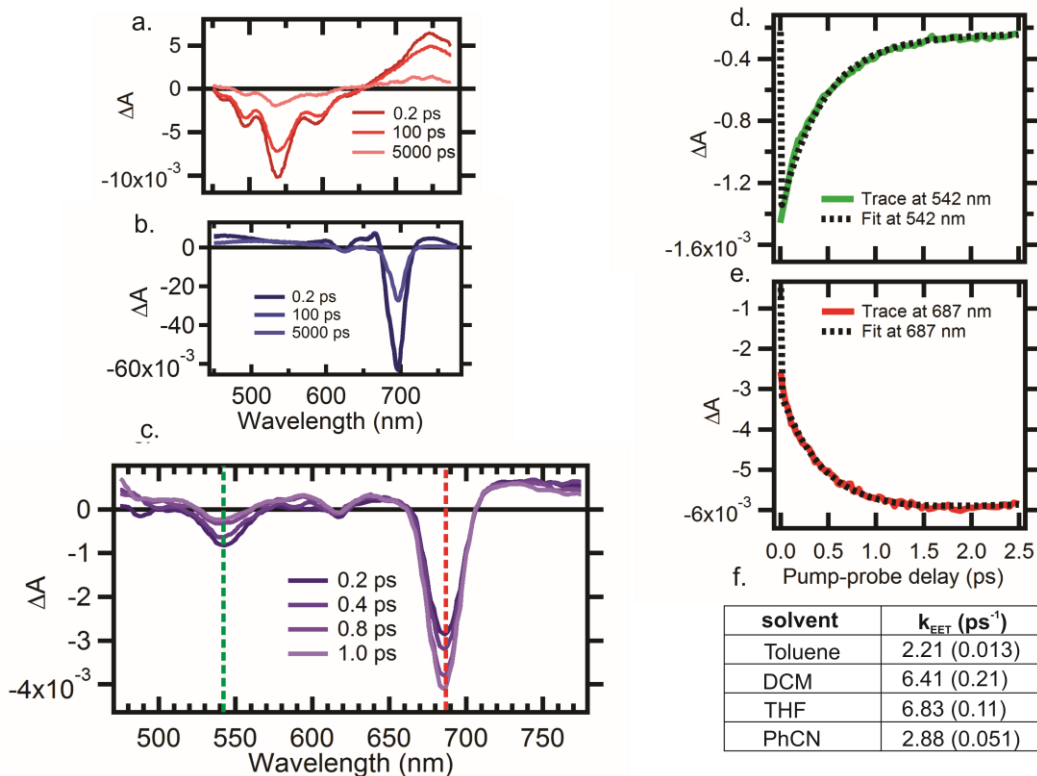 a.
5
0
-5
-10x10⁻³
ΔA
0.2 ps
100 ps
5000 ps
b.
0
-20
-40
-60x10⁻³
ΔA
0.2 ps
100 ps
5000 ps
500
600
700
Wavelength (nm)
c.
0
-1
-2
-3
-4x10⁻³
ΔA
0.2 ps
0.4 ps
0.8 ps
1.0 ps
500
550
600
650
700
750
Wavelength (nm)
d.
-0.4
-0.8
-1.2
-1.6x10⁻³
ΔA
Trace at 542 nm
Fit at 542 nm
e.
-1
-2
-3
-4
-5
-6x10⁻³
ΔA
Trace at 687 nm
Fit at 687 nm
0.0
0.5
1.0
1.5
2.0
2.5
Pump-probe delay (ps)
f.
solvent k_EET (ps⁻¹)
Toluene 2.21 (0.013)
DCM 6.41 (0.21)
THF 6.83 (0.11)
PhCN 2.88 (0.051)